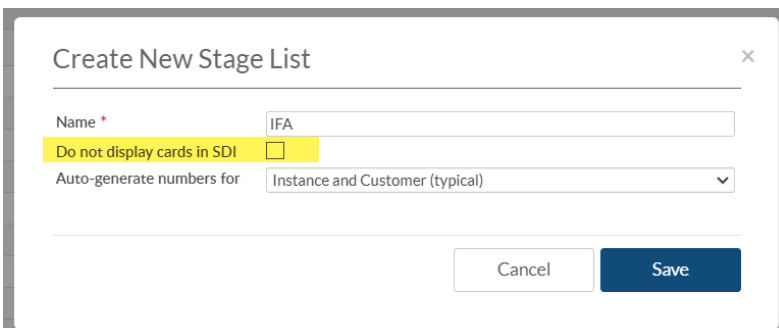 Create New Stage List
×
Name *
IFA
Do not display cards in SDI
Auto-generate numbers for
Instance and Customer (typical)
Cancel
Save